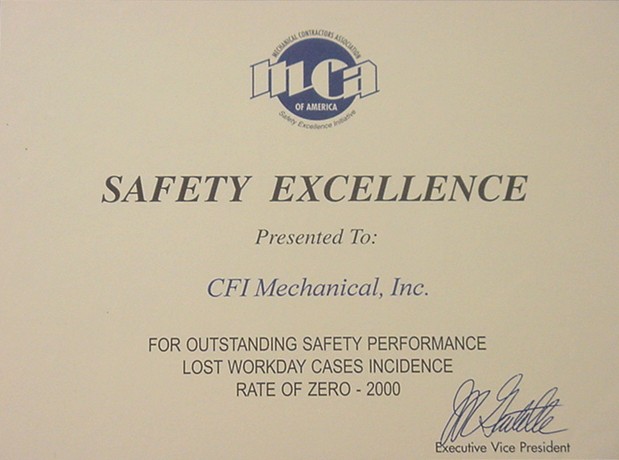 MECHANICAL CONTRACTORS ASSOCIATION
mca
OF AMERICA
Safety Excellence Initiative
SAFETY EXCELLENCE
Presented To:
CFI Mechanical, Inc.
FOR OUTSTANDING SAFETY PERFORMANCE
LOST WORKDAY CASES INCIDENCE
RATE OF ZERO - 2000
Executive Vice President